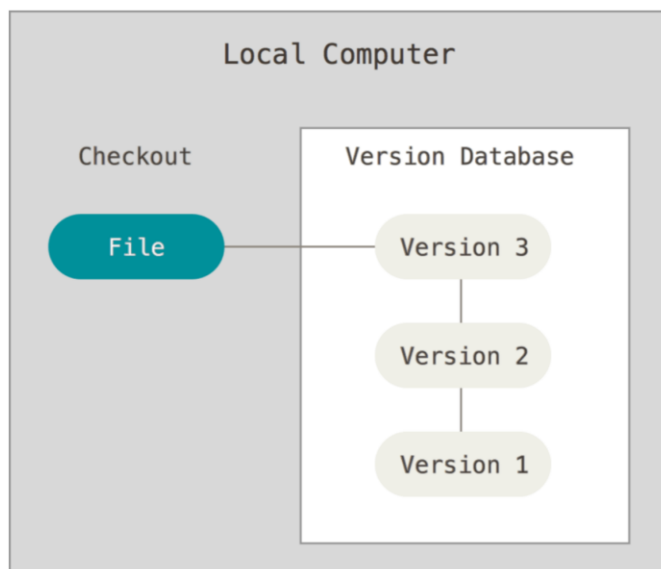 Local Computer
Checkout
Version Database
File
Version 3
Version 2
Version 1